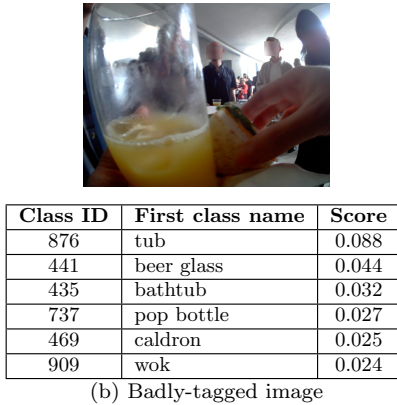 Class ID First class name Score
876 tub 0.088
441 beer glass 0.044
435 bathtub 0.032
737 pop bottle 0.027
469 caldron 0.025
909 wok 0.024
(b) Badly-tagged image